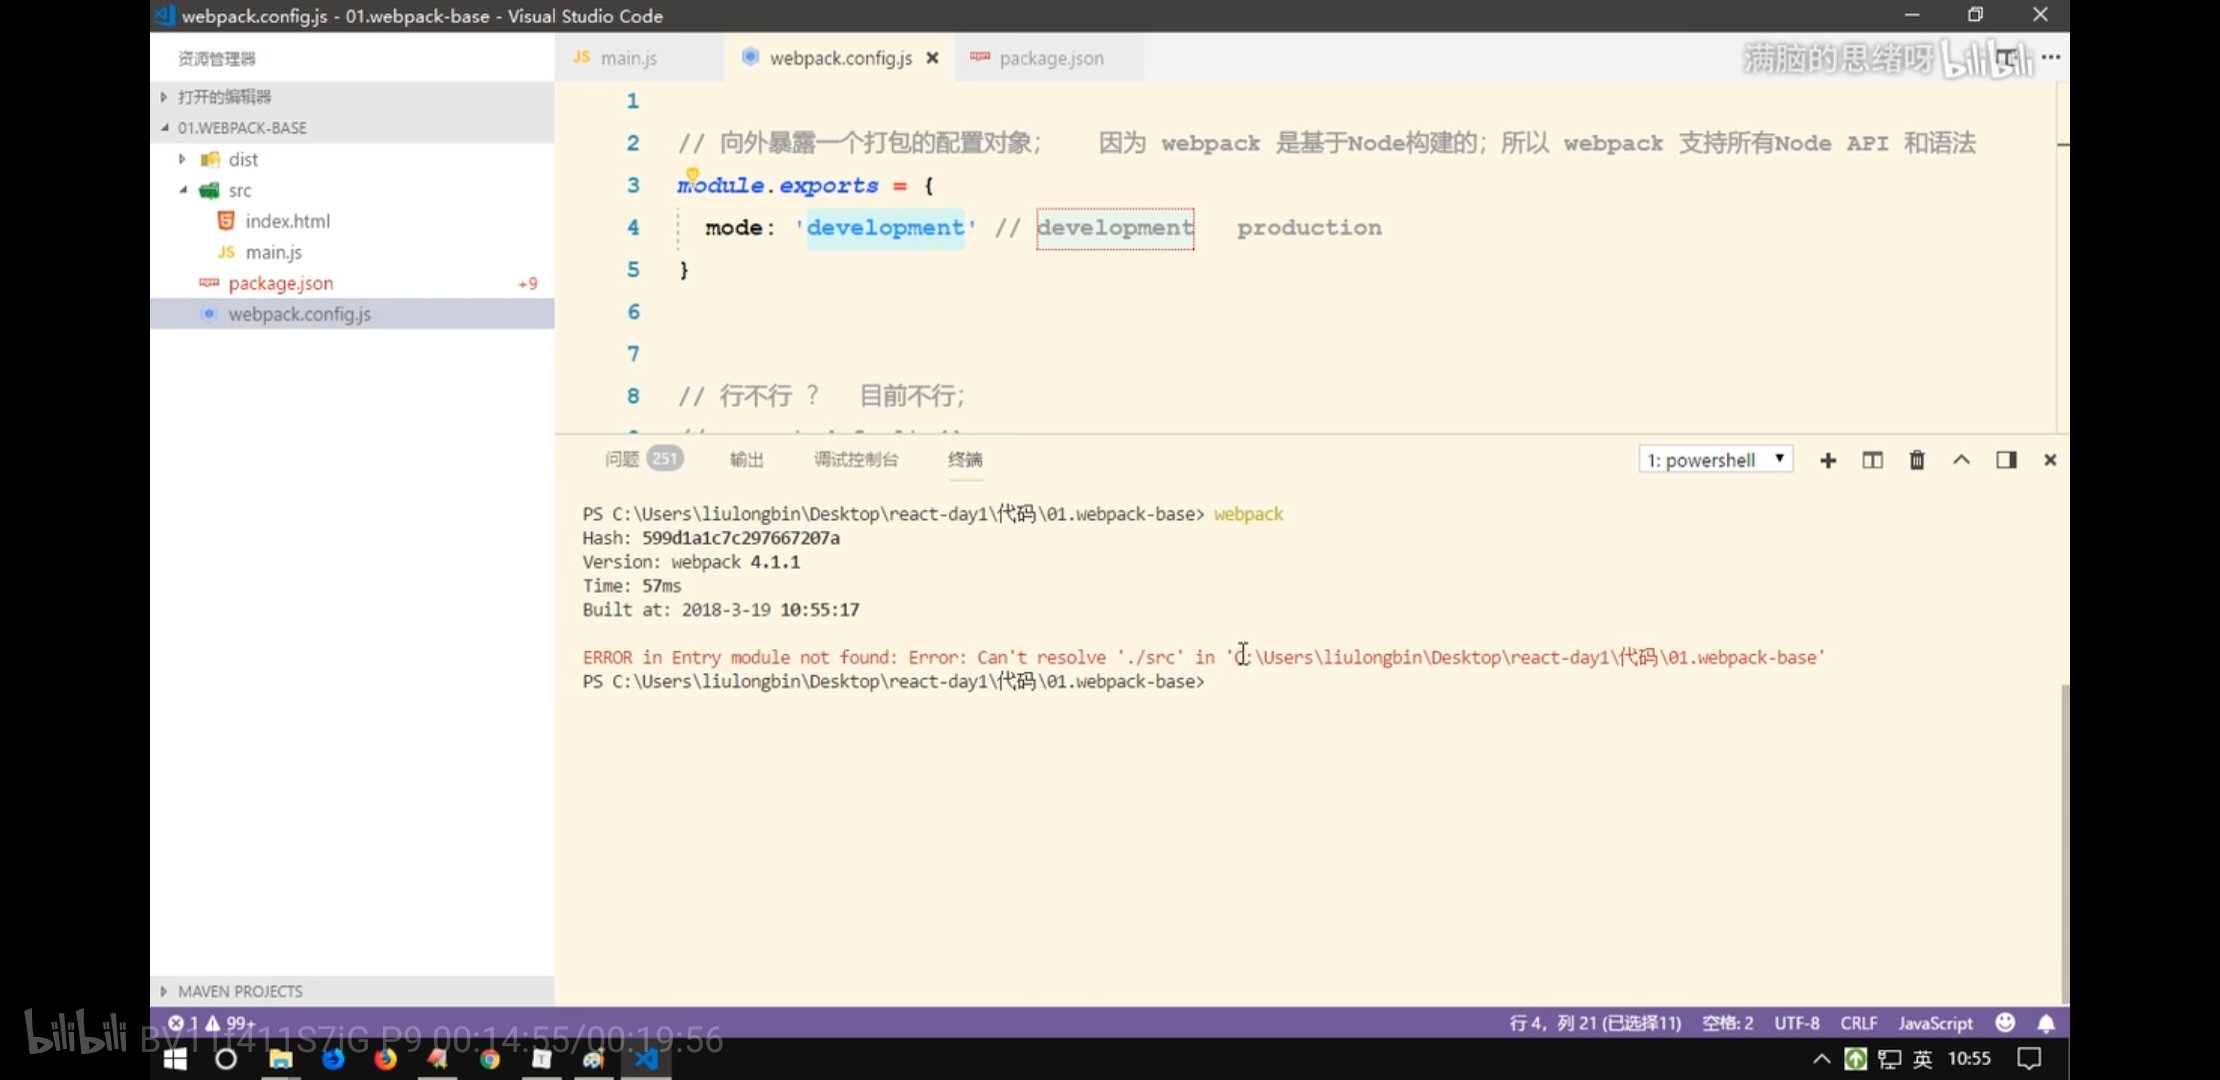 webpack.config.js - 01.webpack-base - Visual Studio Code
资源管理器
JS main.js
webpack.config.js
package.json
满脑的思绪呀 bilibili
打开的编辑器
01.WEBPACK-BASE
dist
src
index.html
JS main.js
package.json +9
webpack.config.js
MAVEN PROJECTS
1
2 // 向外暴露一个打包的配置对象; 因为 webpack 是基于Node构建的; 所以 webpack 支持所有Node API 和语法
3 module.exports = {
4 mode: 'development' // development production
5 }
6
7
8 // 行不行 ? 目前不行;
问题 251 输出 调试控制台 终端 1: powershell
PS C:\Users\liulongbin\Desktop\react-day1\代码\01.webpack-base> webpack
Hash: 599d1a1c7c297667207a
Version: webpack 4.1.1
Time: 57ms
Built at: 2018-3-19 10:55:17
ERROR in Entry module not found: Error: Can't resolve './src' in 'C:\Users\liulongbin\Desktop\react-day1\代码\01.webpack-base'
PS C:\Users\liulongbin\Desktop\react-day1\代码\01.webpack-base>
1 99+
行 4，列 21 (已选择11) 空格: 2 UTF-8 CRLF JavaScript
bilibili P9 00:14:55/00:19:56
英 10:55